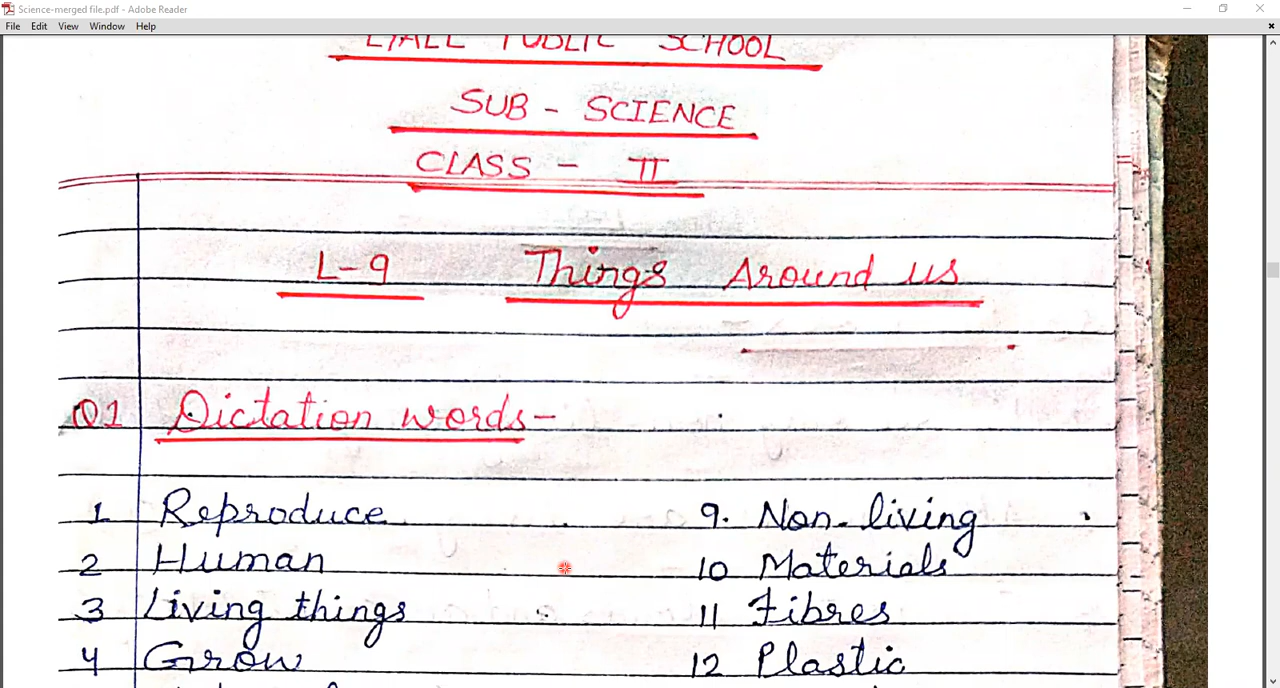 Science-merged file.pdf - Adobe Reader
File Edit View Window Help
PUBLIC SCHOOL
SUB - SCIENCE
CLASS - II
L-9 Things Around us
Q1 Dictation words-
1 Reproduce 9. Non-living
2 Human 10 Materials
3 Living things 11 Fibres
4 Grow 12 Plastic